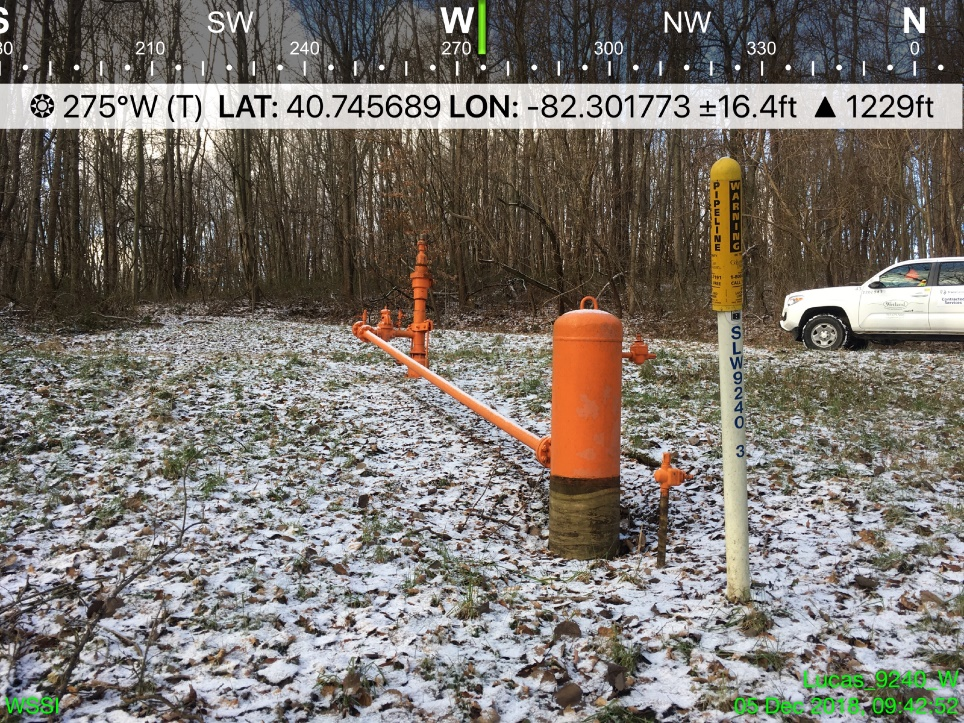 S SW W NW N
210 240 270 300 330 0
275°W (T) LAT: 40.745689 LON: -82.301773 ±16.4ft ▲ 1229ft
WARNING
PIPELINE
SLW9240 3
Lucas_9240_W
WSSI
05 Dec 2018, 09:42:52